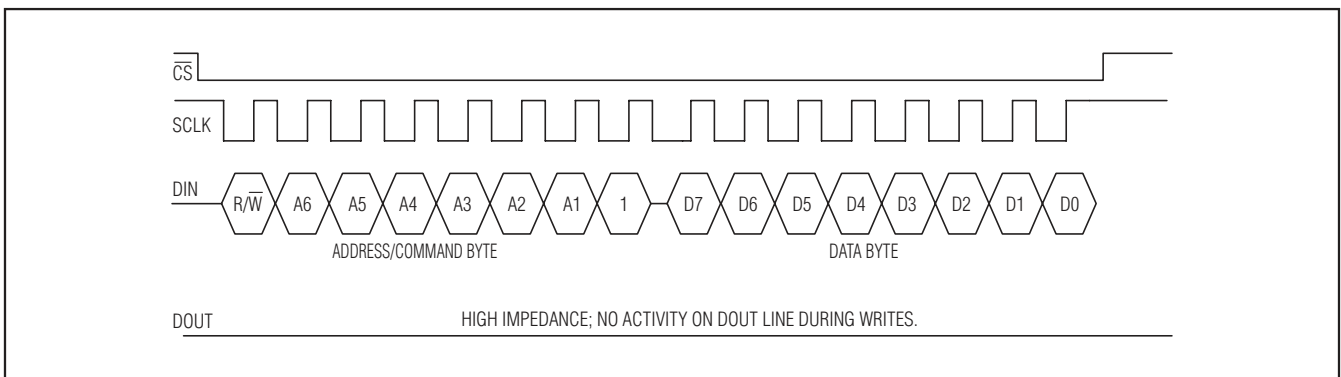 C̅S̅
SCLK
DIN
R/W̅ A6 A5 A4 A3 A2 A1 1 D7 D6 D5 D4 D3 D2 D1 D0
ADDRESS/COMMAND BYTE DATA BYTE
DOUT HIGH IMPEDANCE; NO ACTIVITY ON DOUT LINE DURING WRITES.